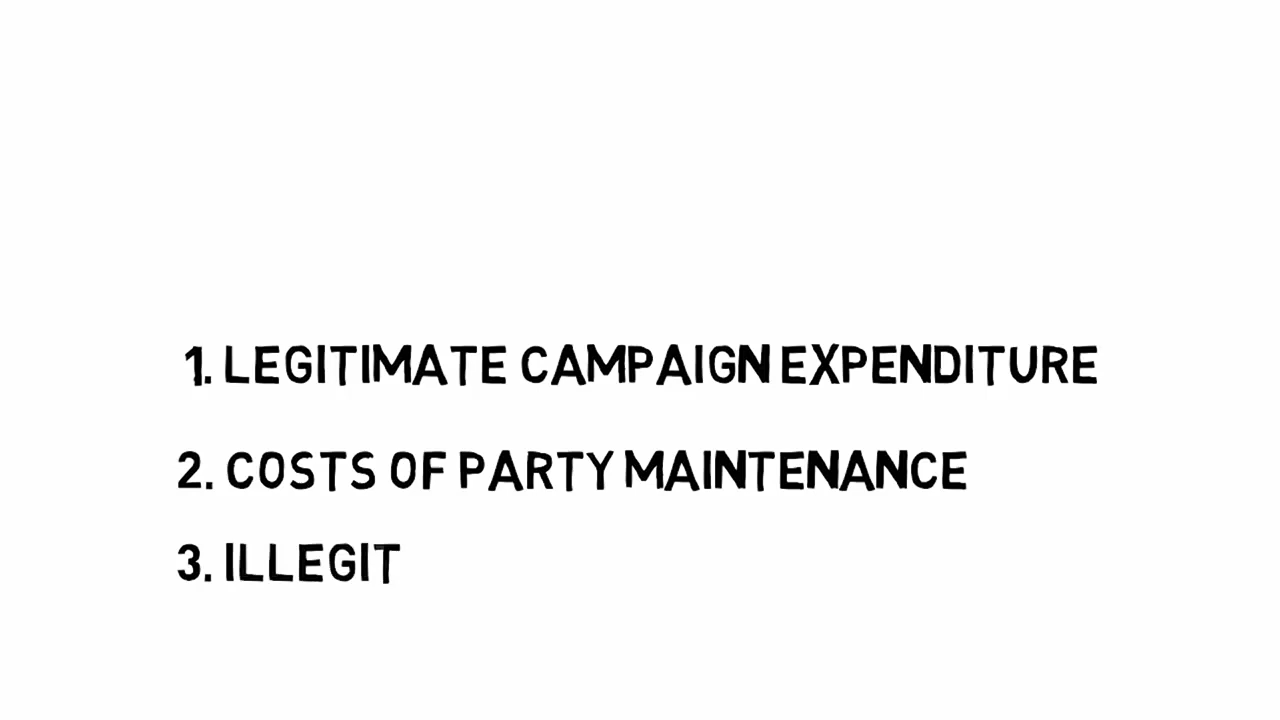 1. LEGITIMATE CAMPAIGN EXPENDITURE
2. COSTS OF PARTY MAINTENANCE
3. ILLEGIT